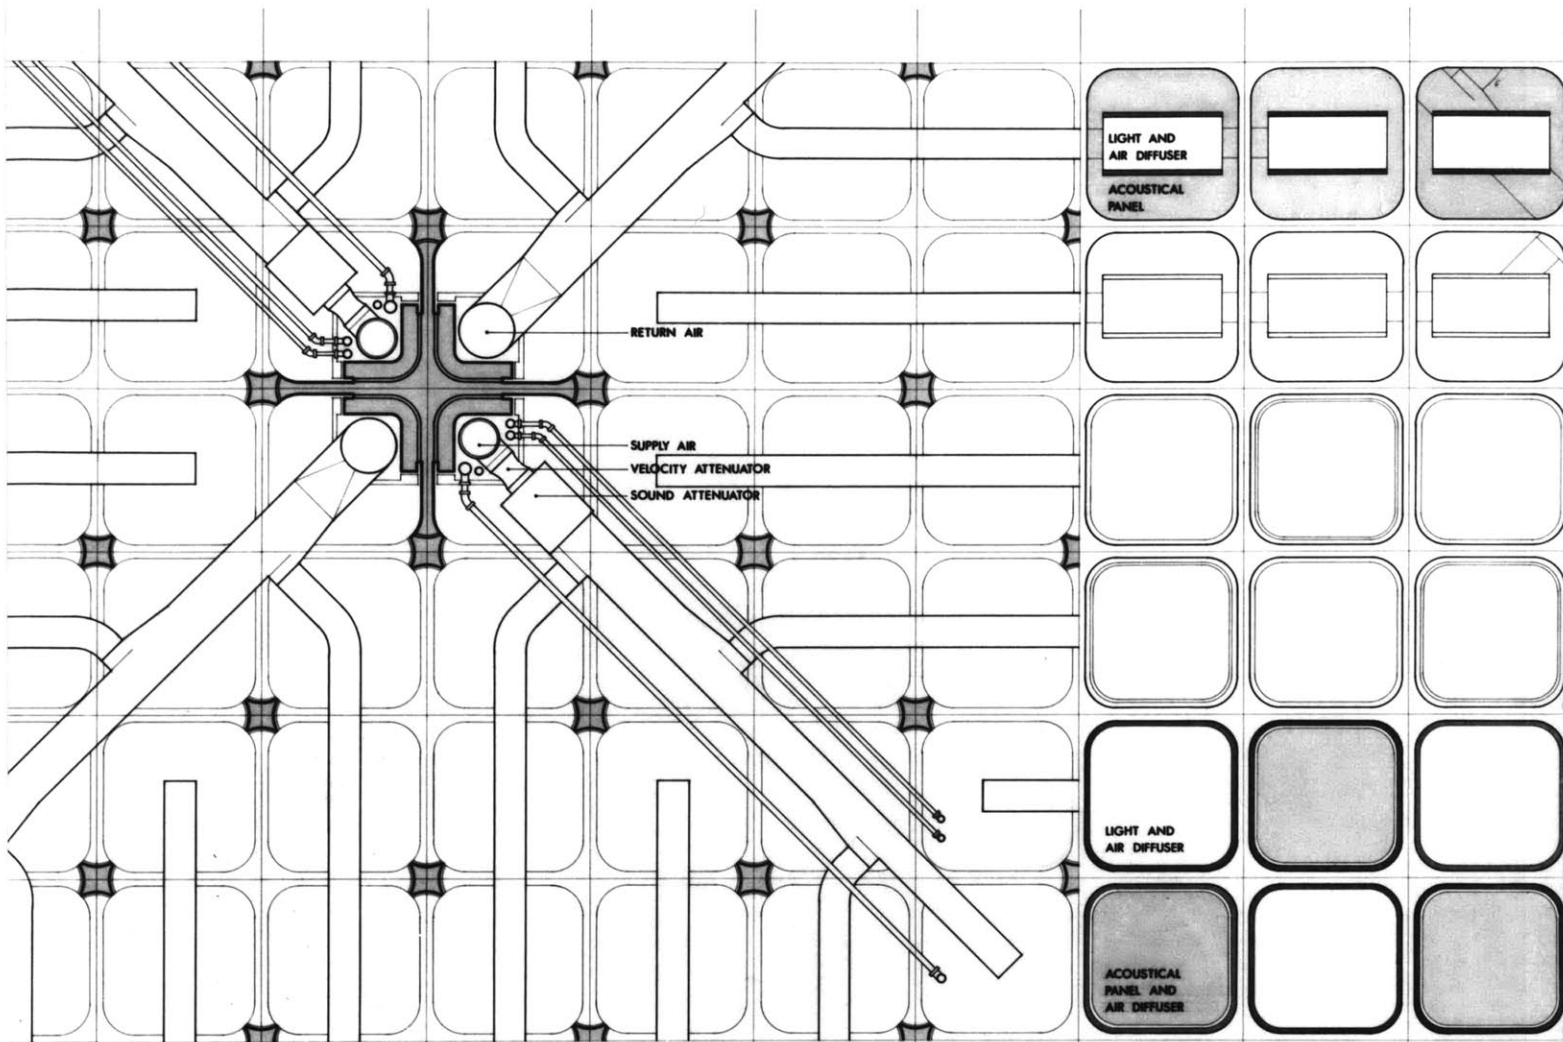 LIGHT AND
AIR DIFFUSER
ACOUSTICAL
PANEL
RETURN AIR
SUPPLY AIR
VELOCITY ATTENUATOR
SOUND ATTENUATOR
LIGHT AND
AIR DIFFUSER
ACOUSTICAL
PANEL AND
AIR DIFFUSER